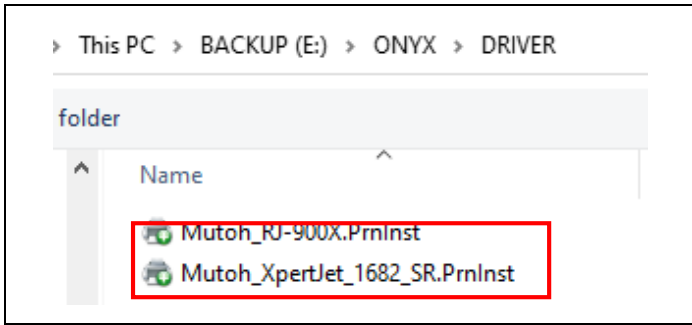 › This PC › BACKUP (E:) › ONYX › DRIVER
folder
Name
Mutoh_RJ-900X.PrnInst
Mutoh_XpertJet_1682_SR.PrnInst